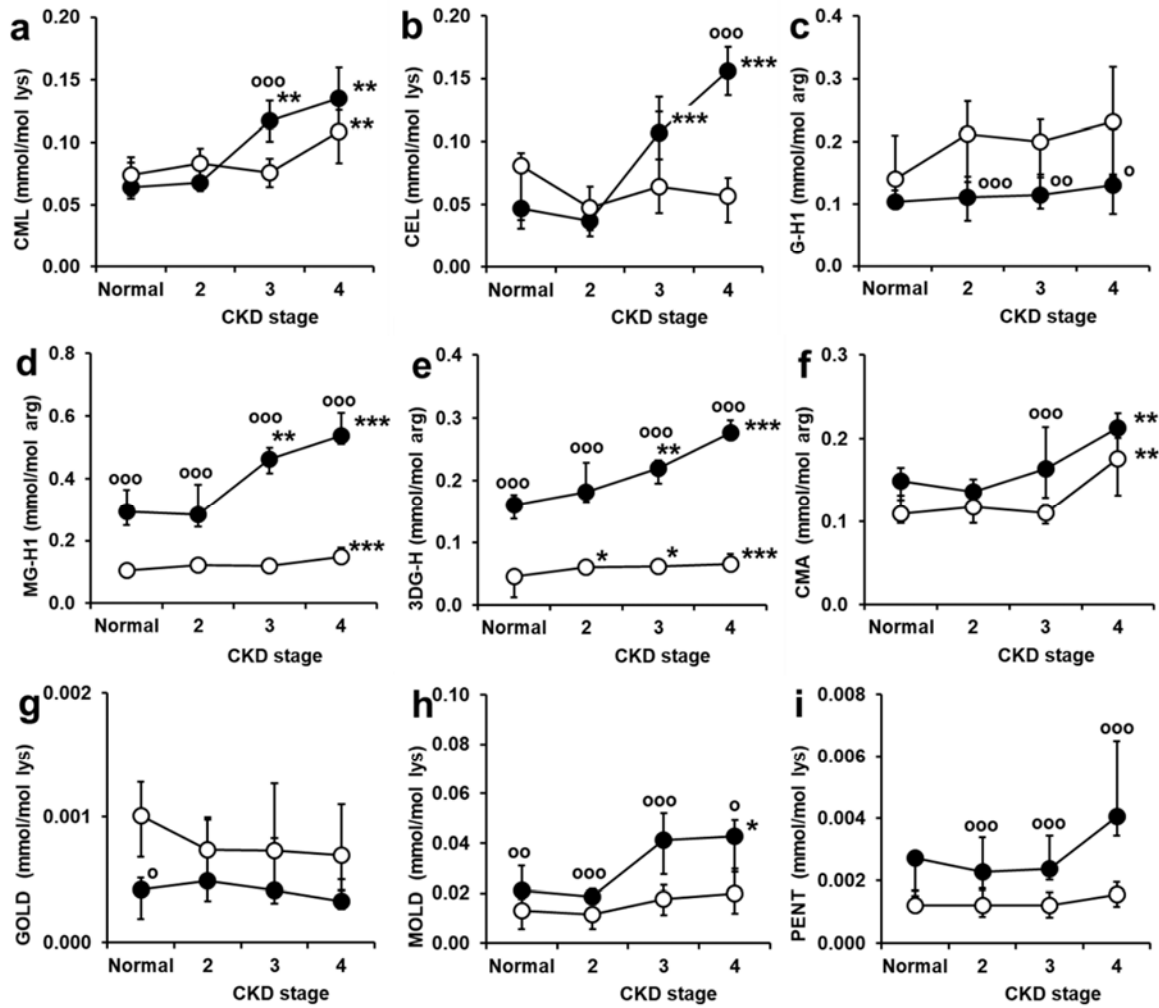 a
CML (mmol/mol lys)
0.20
0.15
0.10
0.05
0.00
ooo
**
**
**
Normal 2 3 4
CKD stage
b
CEL (mmol/mol lys)
0.20
0.15
0.10
0.05
0.00
ooo
***
***
Normal 2 3 4
CKD stage
c
G-H1 (mmol/mol arg)
0.4
0.3
0.2
0.1
0.0
ooo
oo
o
Normal 2 3 4
CKD stage
d
MG-H1 (mmol/mol arg)
0.8
0.6
0.4
0.2
0.0
ooo
ooo
ooo
**
ooo
***
***
Normal 2 3 4
CKD stage
e
3DG-H (mmol/mol arg)
0.4
0.3
0.2
0.1
0.0
ooo
ooo
ooo
**
ooo
***
*
*
***
Normal 2 3 4
CKD stage
f
CMA (mmol/mol arg)
0.3
0.2
0.1
0.0
ooo
**
**
Normal 2 3 4
CKD stage
g
GOLD (mmol/mol lys)
0.002
0.001
0.000
o
Normal 2 3 4
CKD stage
h
MOLD (mmol/mol lys)
0.10
0.08
0.06
0.04
0.02
0.00
oo
ooo
ooo
o
*
Normal 2 3 4
CKD stage
i
PENT (mmol/mol lys)
0.008
0.006
0.004
0.002
0.000
ooo
ooo
ooo
Normal 2 3 4
CKD stage